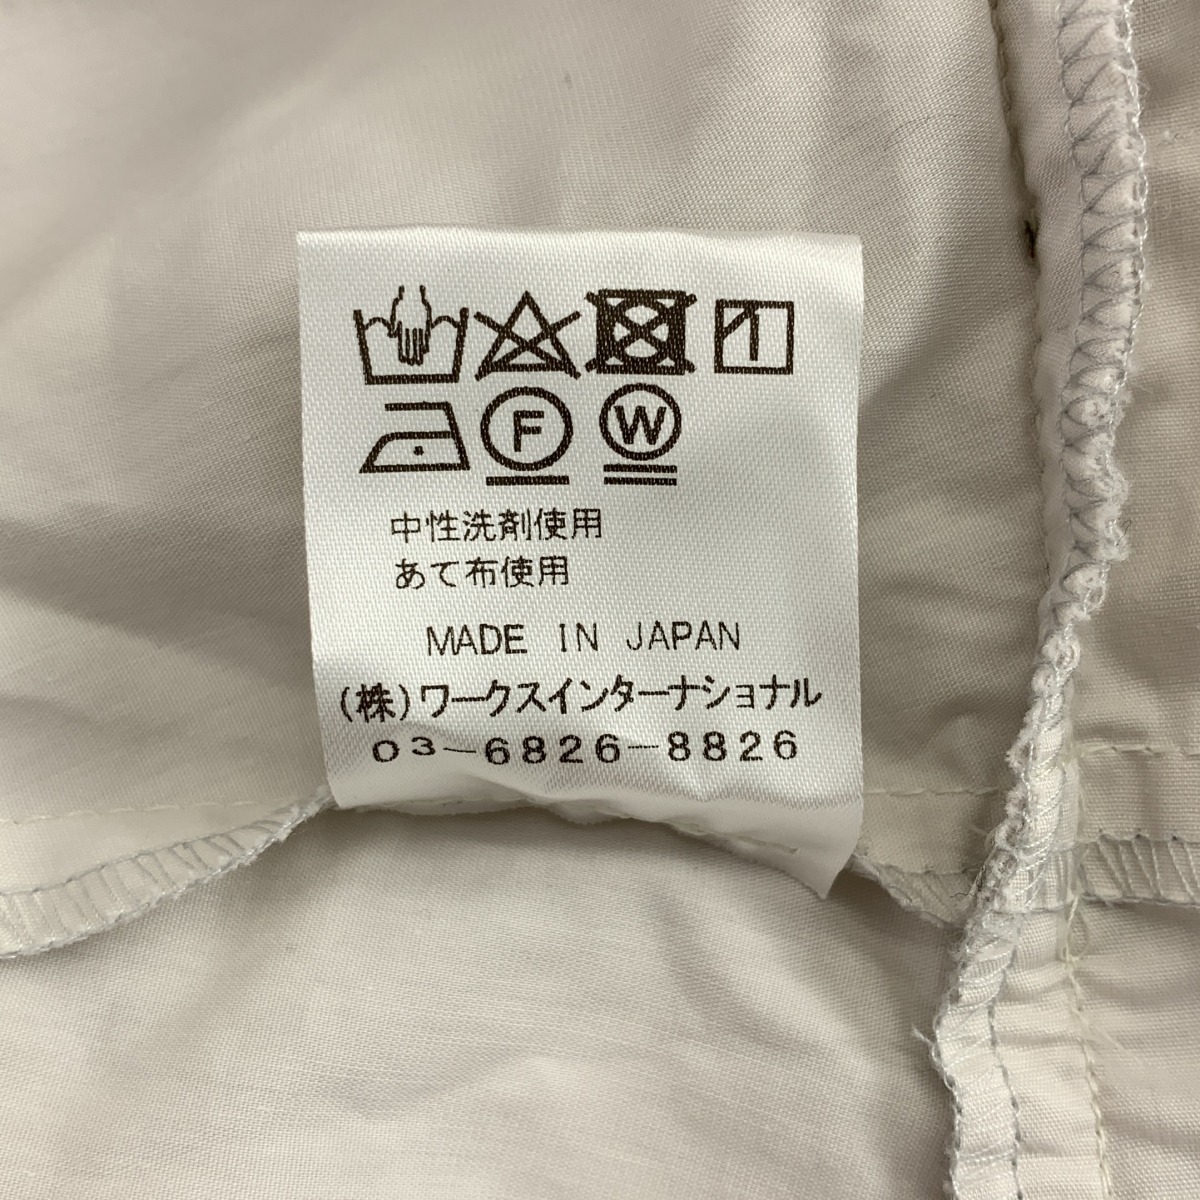 F W
中性洗剤使用
あて布使用
MADE IN JAPAN
(株)ワークスインターナショナル
03-6826-8826